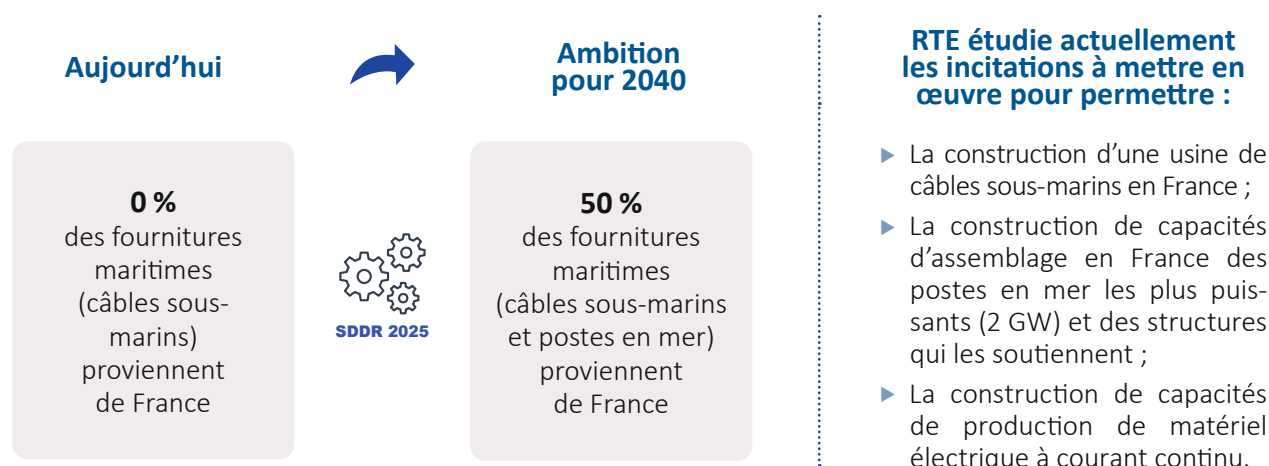 Aujourd'hui
Ambition
pour 2040
0 %
des fournitures
maritimes
(câbles sous-
marins)
proviennent
de France
SDDR 2025
50 %
des fournitures
maritimes
(câbles sous-marins
et postes en mer)
proviennent
de France
RTE étudie actuellement
les incitations à mettre en
œuvre pour permettre :
▶ La construction d'une usine de
câbles sous-marins en France ;
▶ La construction de capacités
d'assemblage en France des
postes en mer les plus puis-
sants (2 GW) et des structures
qui les soutiennent ;
▶ La construction de capacités
de production de matériel
électrique à courant continu.